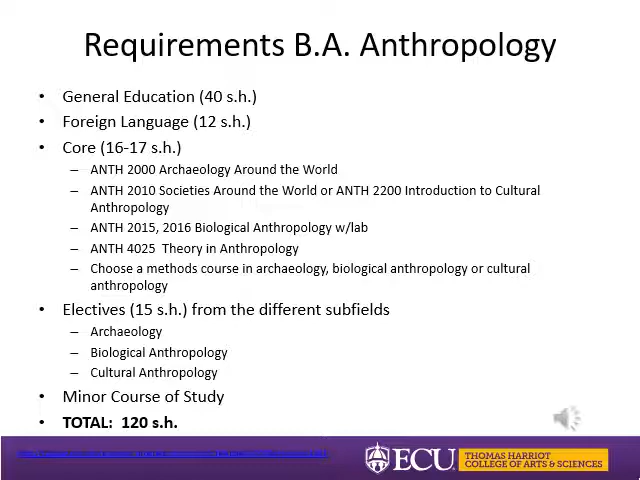 Requirements B.A. Anthropology
• General Education (40 s.h.)
• Foreign Language (12 s.h.)
• Core (16-17 s.h.)
– ANTH 2000 Archaeology Around the World
– ANTH 2010 Societies Around the World or ANTH 2200 Introduction to Cultural
Anthropology
– ANTH 2015, 2016 Biological Anthropology w/lab
– ANTH 4025  Theory in Anthropology
– Choose a methods course in archaeology, biological anthropology or cultural
anthropology
• Electives (15 s.h.) from the different subfields
– Archaeology
– Biological Anthropology
– Cultural Anthropology
• Minor Course of Study
• TOTAL:  120 s.h.
ECU
THOMAS HARRIOT
COLLEGE OF ARTS & SCIENCES